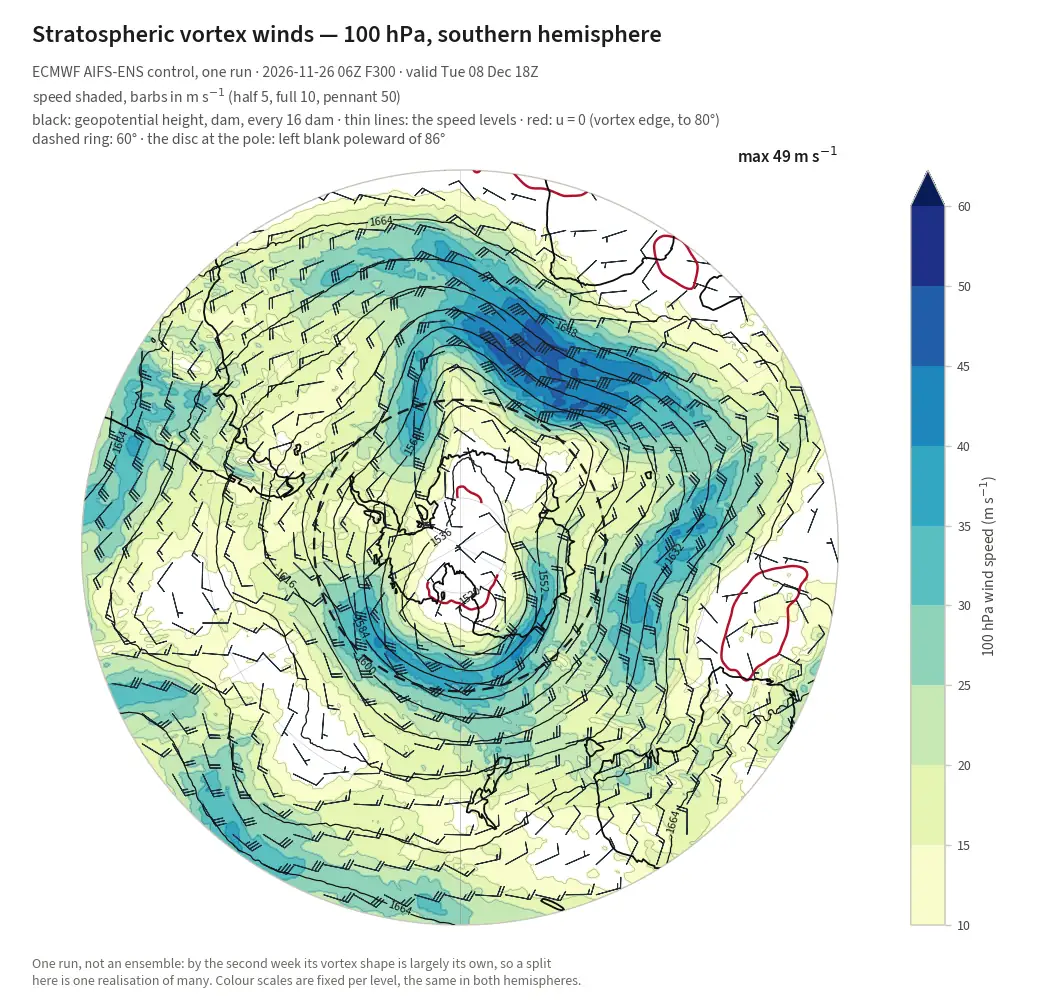 Stratospheric vortex winds — 100 hPa, southern hemisphere
ECMWF AIFS-ENS control, one run · 2026-11-26 06Z F300 · valid Tue 08 Dec 18Z
speed shaded, barbs in m s⁻¹ (half 5, full 10, pennant 50)
black: geopotential height, dam, every 16 dam · thin lines: the speed levels · red: u = 0 (vortex edge, to 80°)
dashed ring: 60° · the disc at the pole: left blank poleward of 86°
max 49 m s⁻¹
1664
1664
1536
1632
1616
1552
1584
1664
1664
60
50
45
40
35
30
25
20
15
10
100 hPa wind speed (m s⁻¹)
One run, not an ensemble: by the second week its vortex shape is largely its own, so a split
here is one realisation of many. Colour scales are fixed per level, the same in both hemispheres.